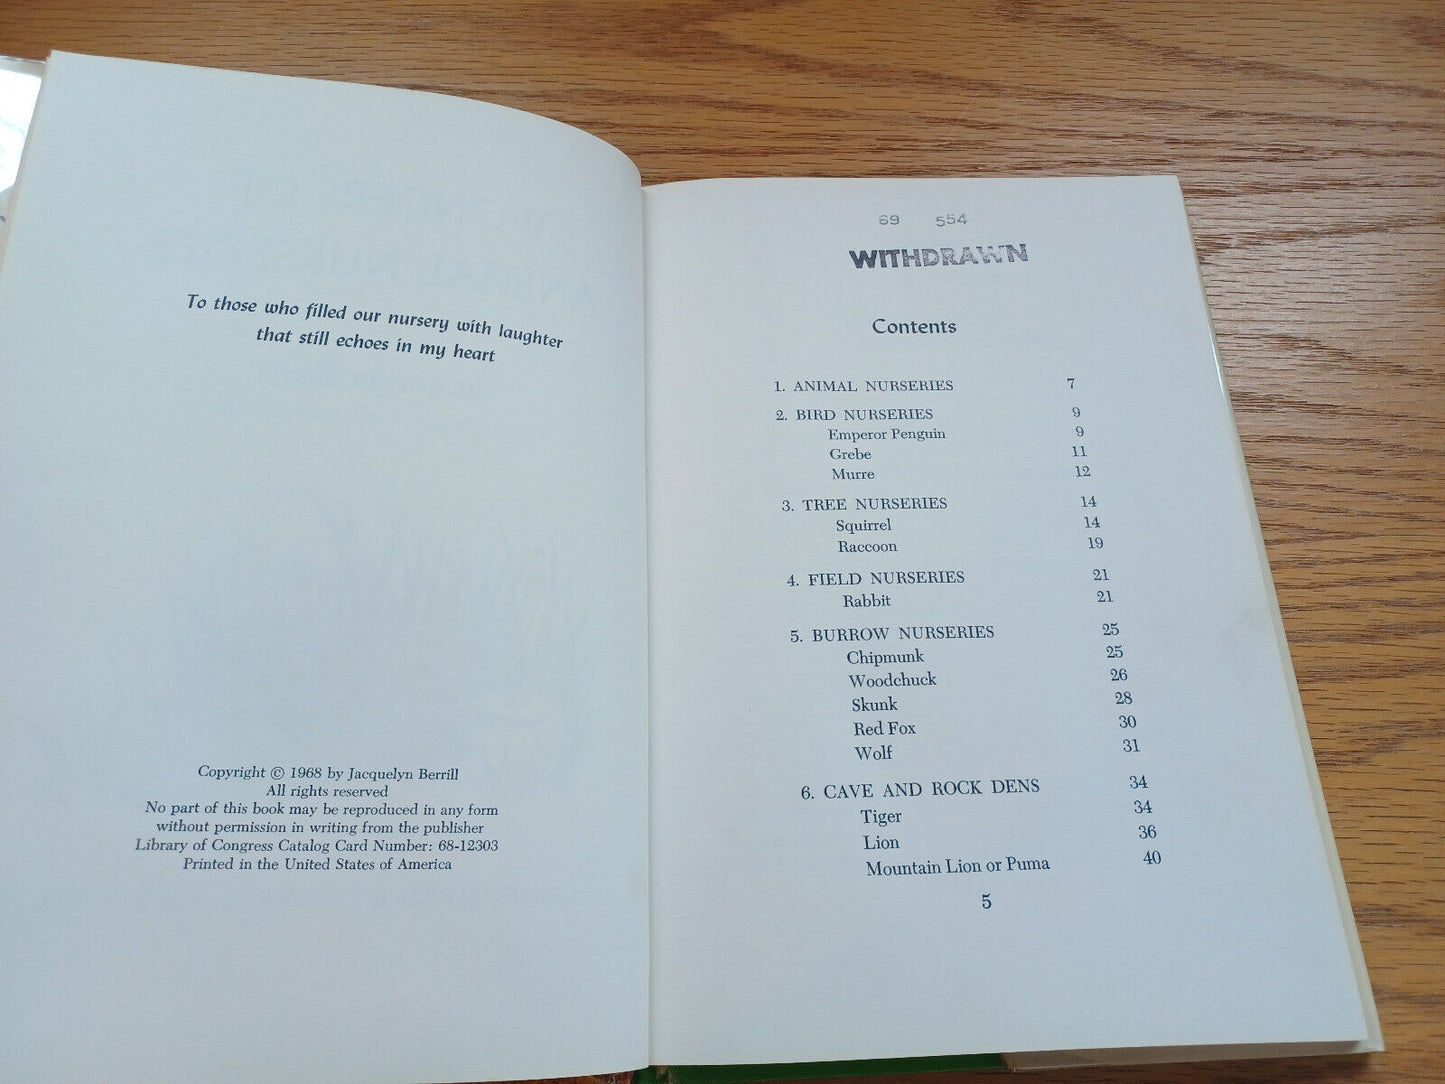 To those who filled our nursery with laughter
that still echoes in my heart
Copyright © 1968 by Jacquelyn Berrill
All rights reserved
No part of this book may be reproduced in any form
without permission in writing from the publisher
Library of Congress Catalog Card Number: 68-12303
Printed in the United States of America
69 554
WITHDRAWN
Contents
1. ANIMAL NURSERIES 7
2. BIRD NURSERIES 9
Emperor Penguin 9
Grebe 11
Murre 12
3. TREE NURSERIES 14
Squirrel 14
Raccoon 19
4. FIELD NURSERIES 21
Rabbit 21
5. BURROW NURSERIES 25
Chipmunk 25
Woodchuck 26
Skunk 28
Red Fox 30
Wolf 31
6. CAVE AND ROCK DENS 34
Tiger 34
Lion 36
Mountain Lion or Puma 40
5